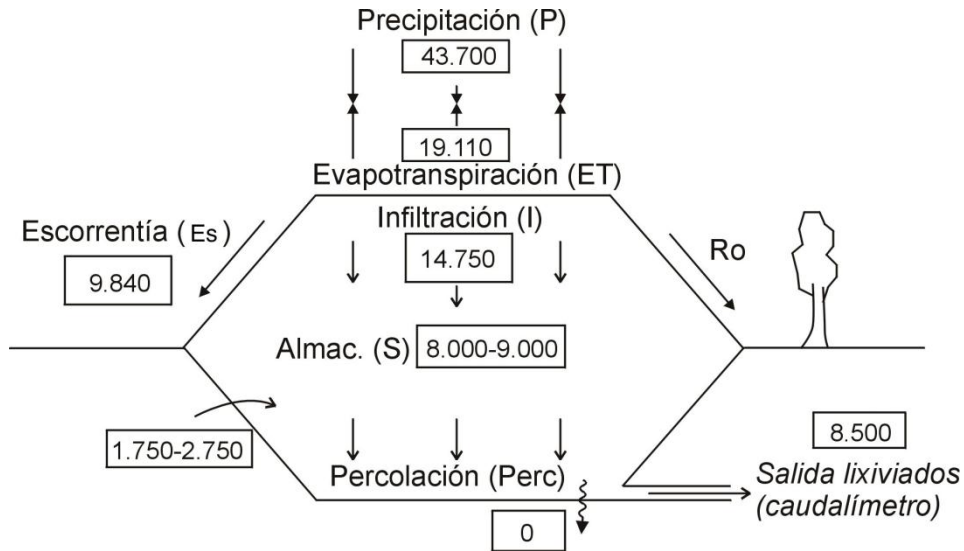 Precipitación (P)
43.700
19.110
Evapotranspiración (ET)
Infiltración (I)
14.750
Escorrentía (Es)
9.840
Ro
Almac. (S)
8.000-9.000
1.750-2.750
Percolación (Perc)
0
8.500
Salida lixiviados
(caudalímetro)